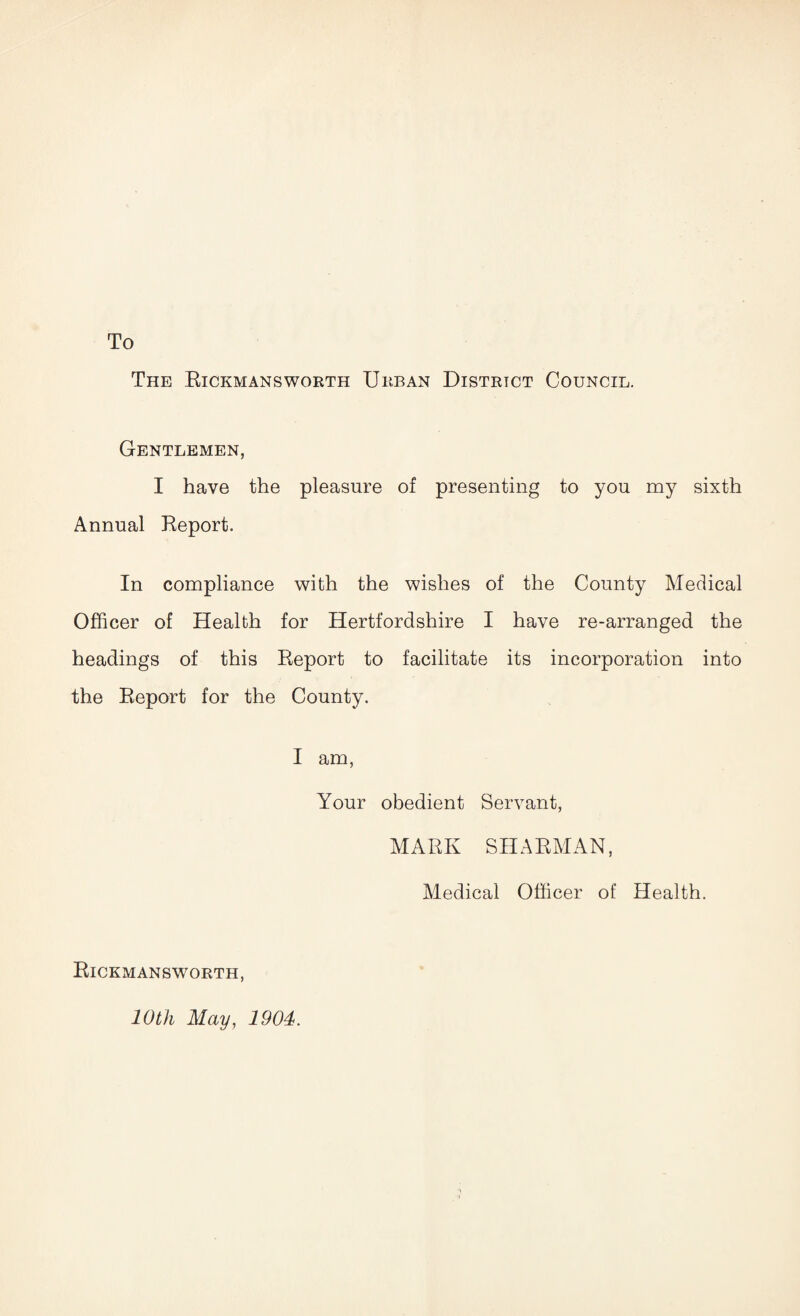 To
The Rickmansworth Urban District Council.
Gentlemen,
I have the pleasure of presenting to you my sixth
Annual Report.
In compliance with the wishes of the County Medical
Officer of Health for Hertfordshire I have re-arranged the
headings of this Report to facilitate its incorporation into
the Report for the County.
I am,
Your obedient Servant,
MARK SHARMAN,
Medical Officer of Health.
Rickmansworth,
10th May, 1904.